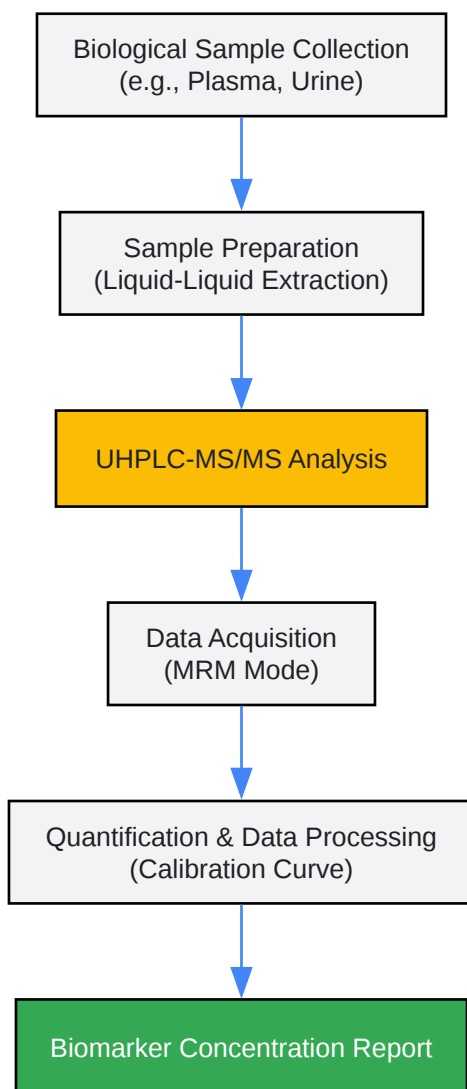 Biological Sample Collection
(e.g., Plasma, Urine)
Sample Preparation
(Liquid-Liquid Extraction)
UHPLC-MS/MS Analysis
Data Acquisition
(MRM Mode)
Quantification & Data Processing
(Calibration Curve)
Biomarker Concentration Report